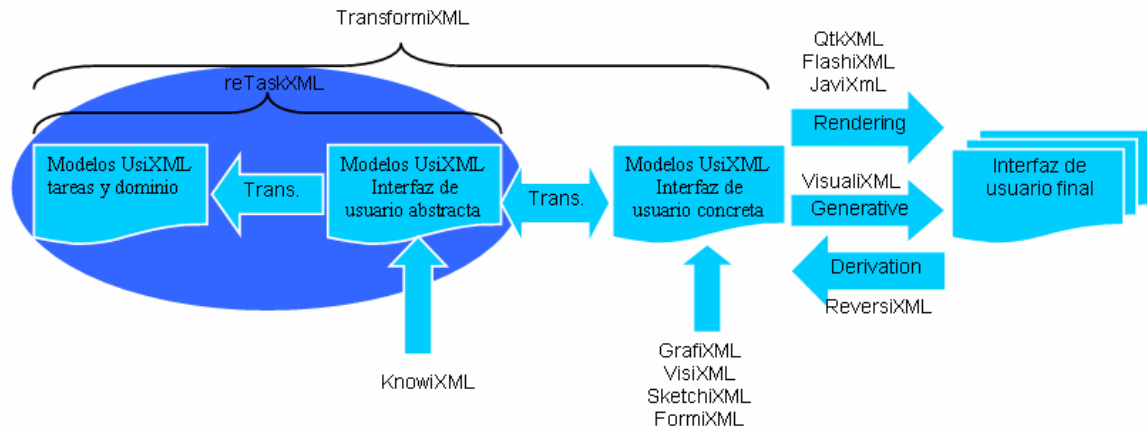 TransformiXML
reTaskXML
Modelos UsiXML
tareas y dominio
Trans.
Modelos UsiXML
Interfaz de
usuario abstracta
Trans.
Modelos UsiXML
Interfaz de
usuario concreta
QtkXML
FlashiXML
JaviXmL
Rendering
VisualiXML
Generative
Derivation
ReversiXML
Interfaz de
usuario final
KnowiXML
GrafiXML
VisiXML
SketchiXML
FormiXML